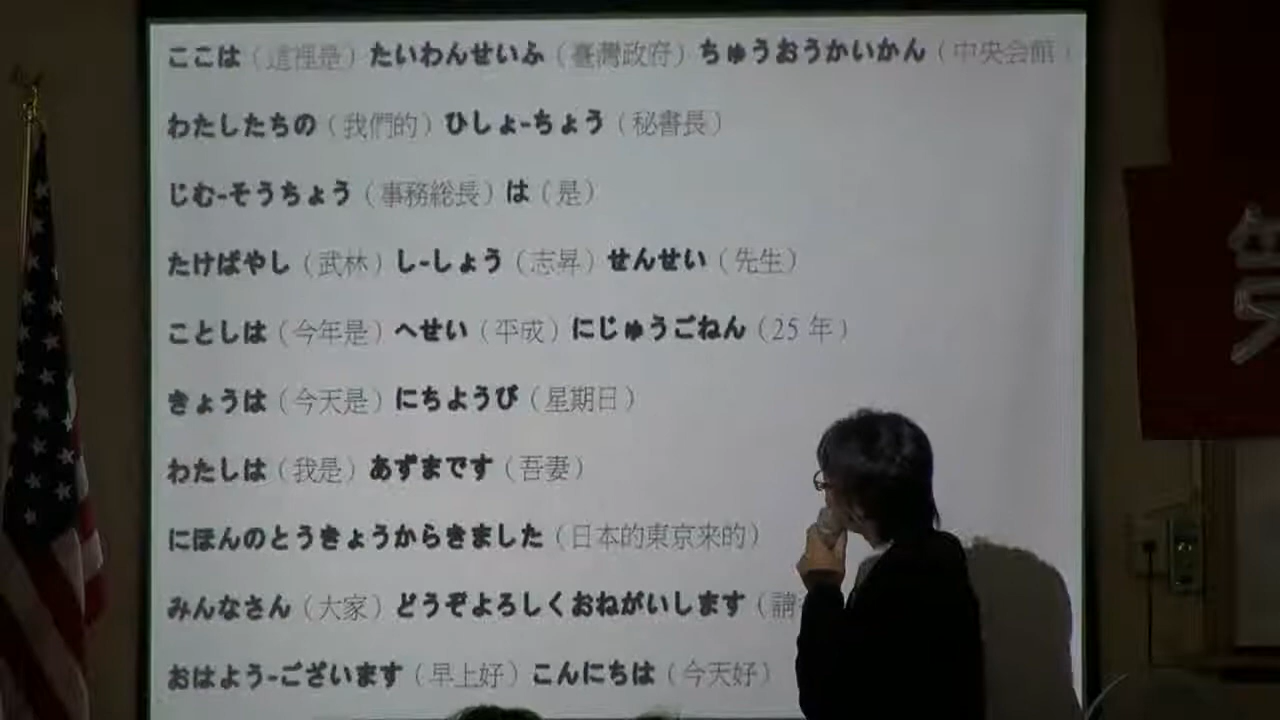 ここは（這裡是）たいわんせいふ（臺灣政府）ちゅうおうかいかん（中央会館）
わたしたちの（我們的）ひしょ-ちょう（秘書長）
じむ-そうちょう（事務総長）は（是）
たけばやし（武林）し-しょう（志昇）せんせい（先生）
ことしは（今年是）へせい（平成）にじゅうごねん（25 年）
きょうは（今天是）にちようび（星期日）
わたしは（我是）あずまです（吾妻）
にほんのとうきょうからきました（日本的東京来的）
みんなさん（大家）どうぞよろしくおねがいします（請
おはよう-ございます（早上好）こんにちは（今天好）